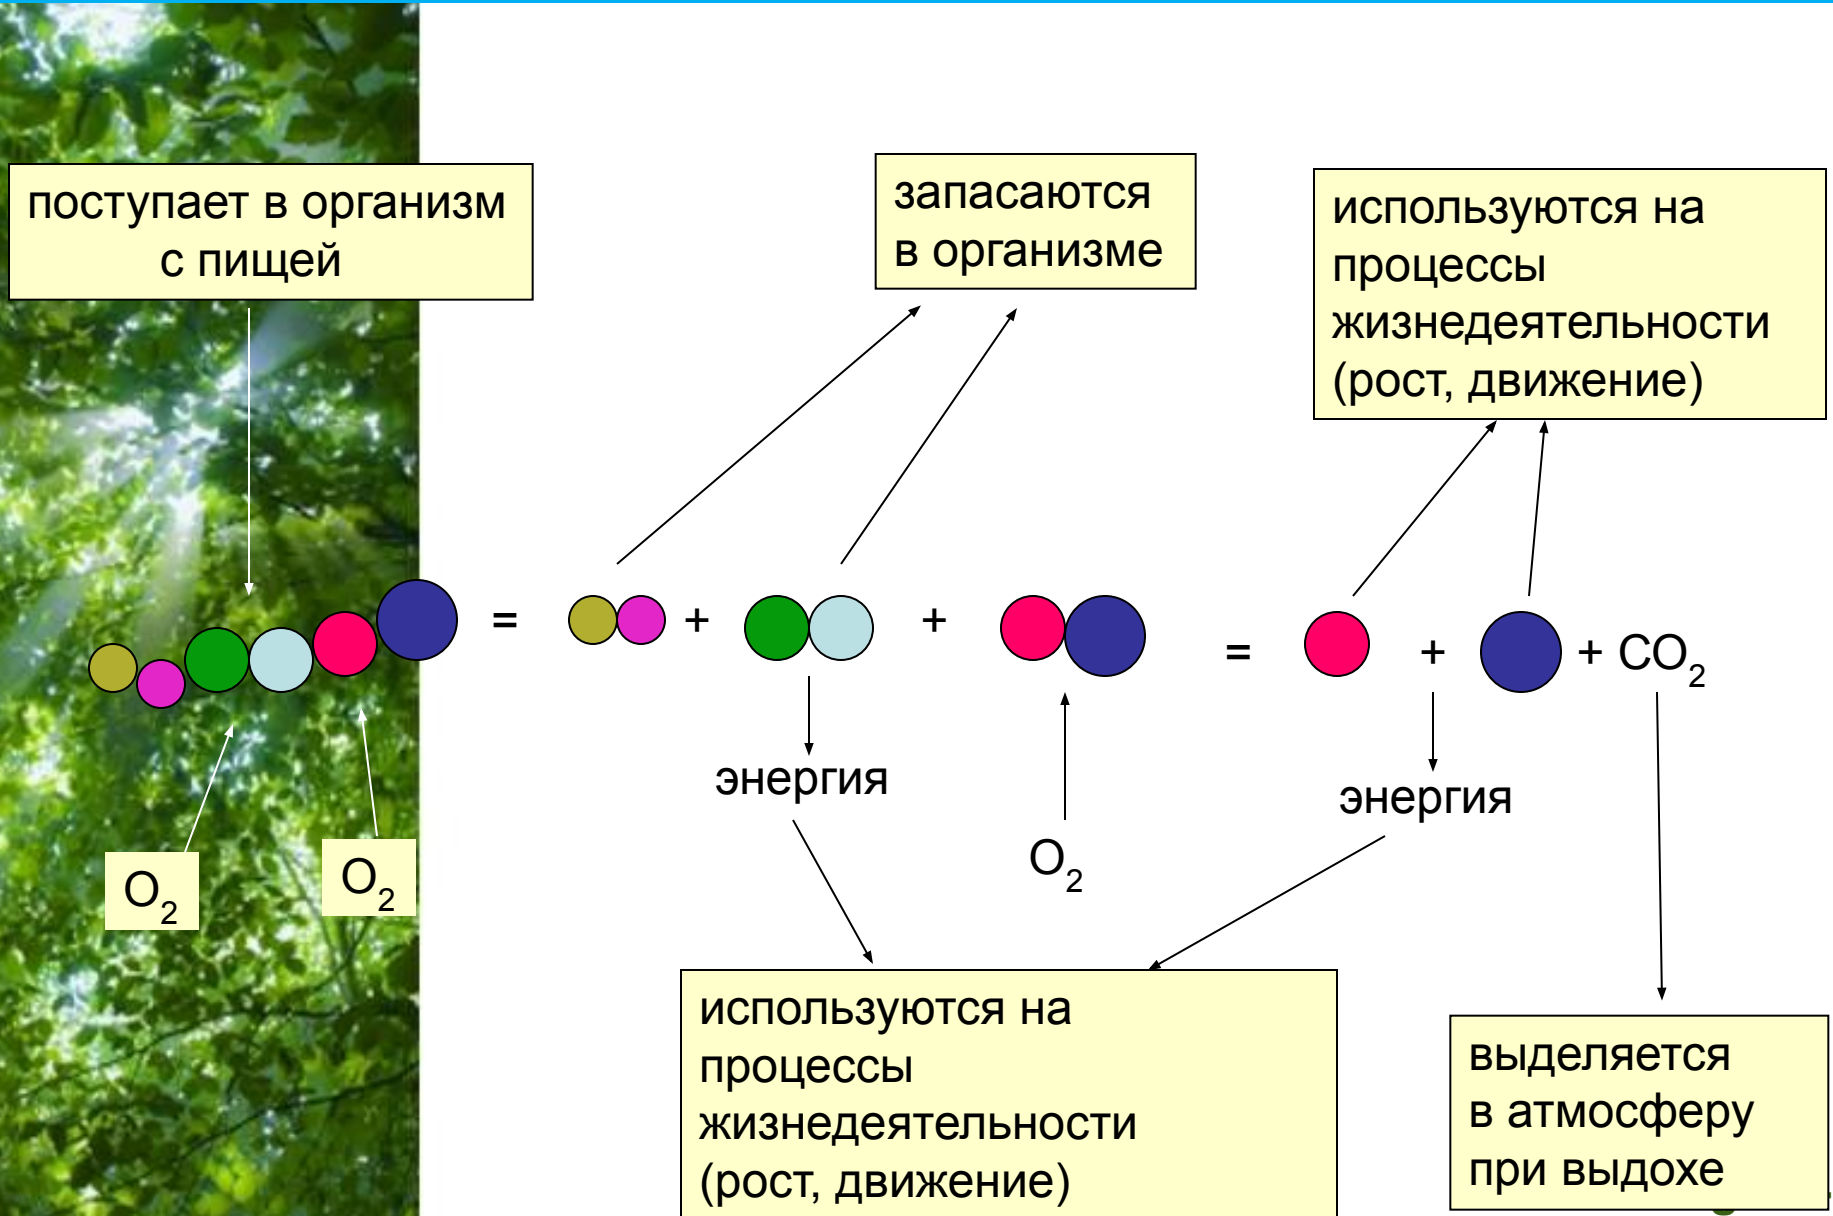 поступает в организм
с пищей
запасаются
в организме
используются на
процессы
жизнедеятельности
(рост, движение)
= + + = + + CO₂
энергия
энергия
O₂
O₂
O₂
используются на
процессы
жизнедеятельности
(рост, движение)
выделяется
в атмосферу
при выдохе